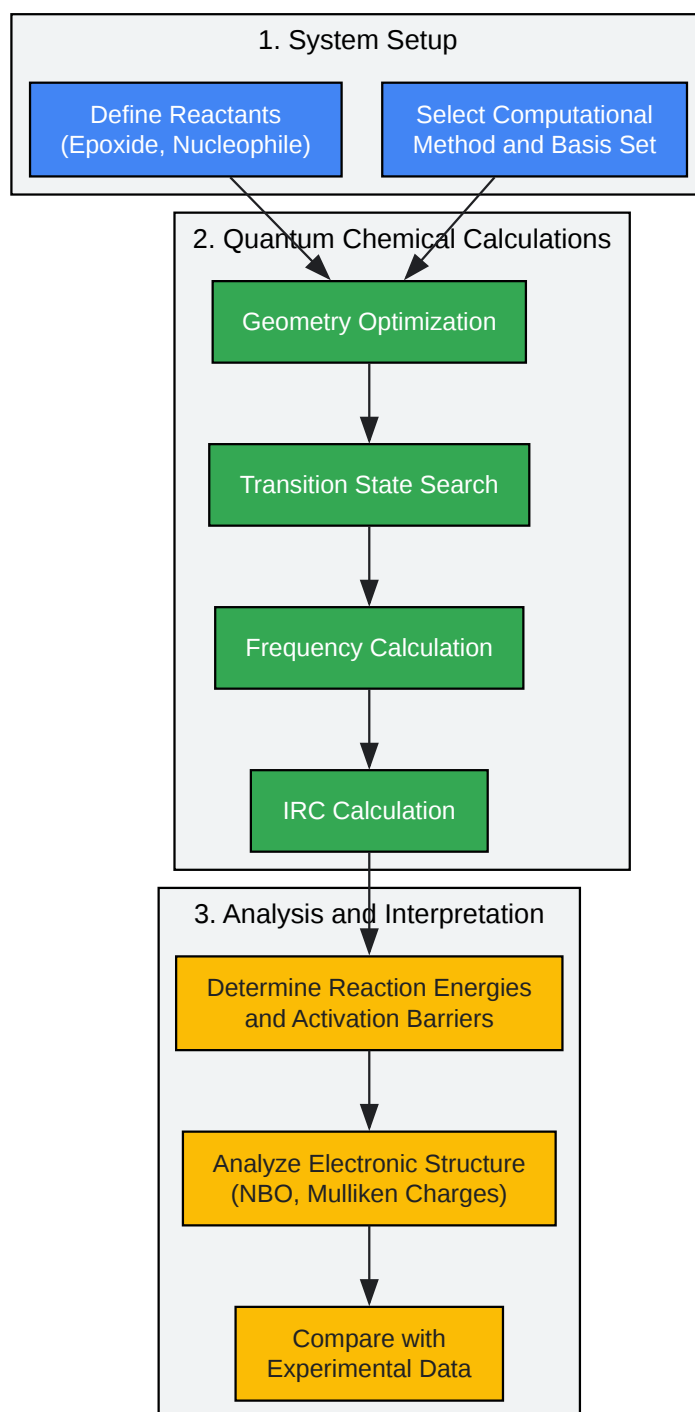 1. System Setup
Define Reactants
(Epoxide, Nucleophile)
Select Computational
Method and Basis Set
2. Quantum Chemical Calculations
Geometry Optimization
Transition State Search
Frequency Calculation
IRC Calculation
3. Analysis and Interpretation
Determine Reaction Energies
and Activation Barriers
Analyze Electronic Structure
(NBO, Mulliken Charges)
Compare with
Experimental Data